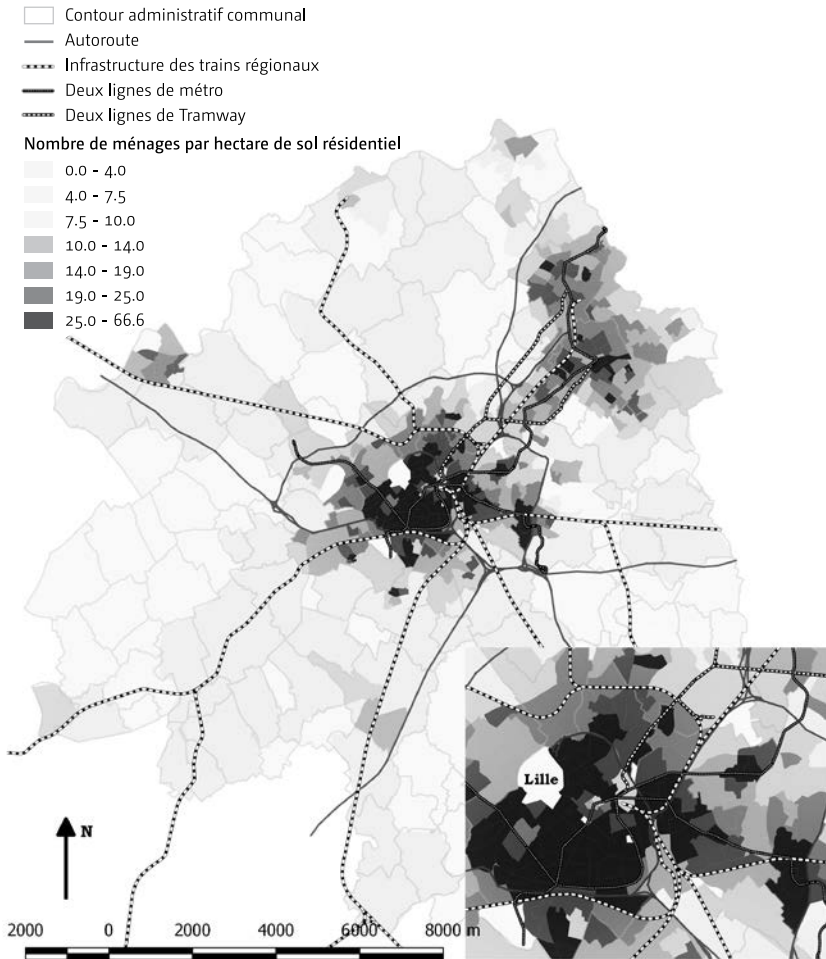 Contour administratif communal
Autoroute
Infrastructure des trains régionaux
Deux lignes de métro
Deux lignes de Tramway
Nombre de ménages par hectare de sol résidentiel
0.0 - 4.0
4.0 - 7.5
7.5 - 10.0
10.0 - 14.0
14.0 - 19.0
19.0 - 25.0
25.0 - 66.6
Lille
N
2000 0 2000 4000 6000 8000 m